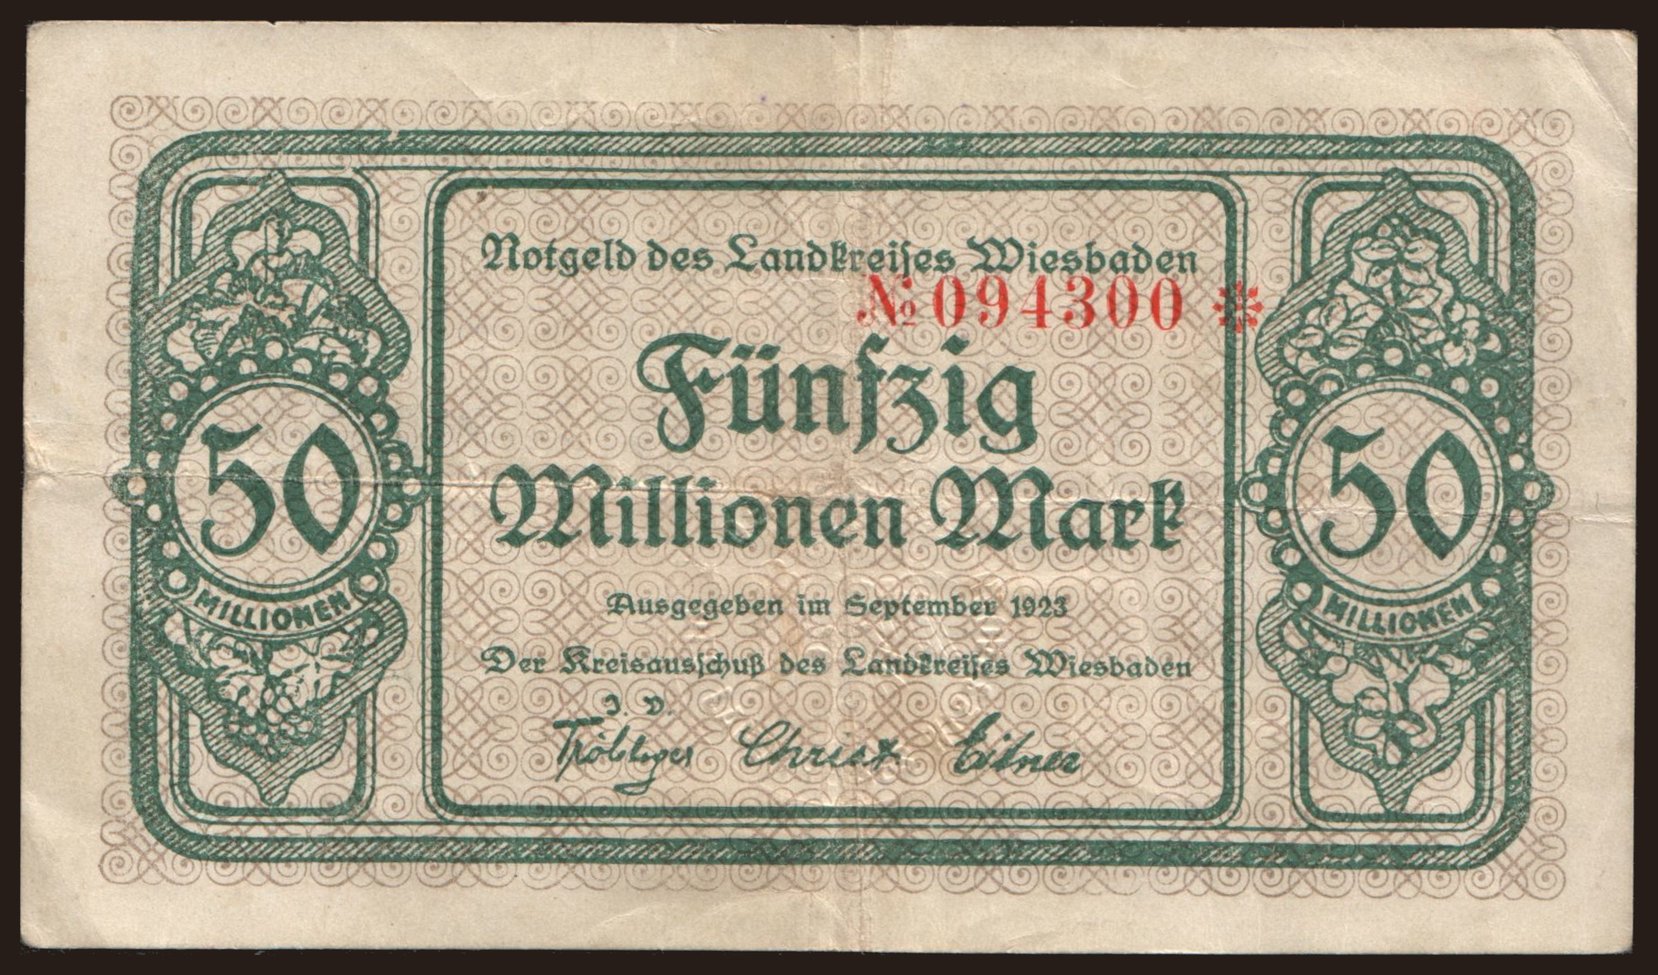 Notgeld des Landkreises Wiesbaden
№ 094300 *
Fünfzig
Millionen Mark
50
MILLIONEN
50
MILLIONEN
Ausgegeben im September 1923
Der Kreisausschuß des Landkreises Wiesbaden
J. V.
Christ Eitner